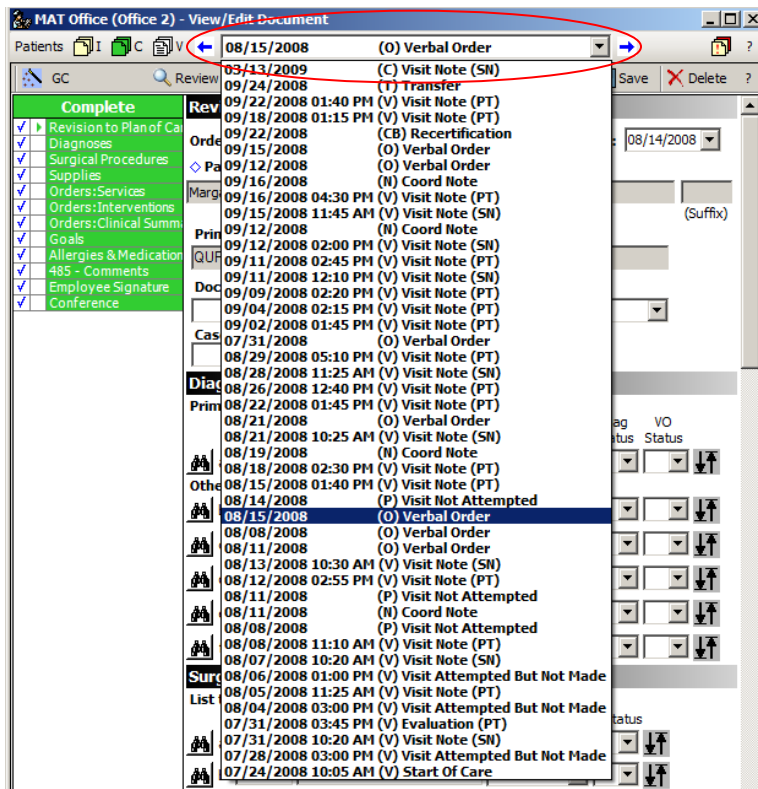 MAT Office (Office 2) - View/Edit Document
Patients I C V 08/15/2008 (O) Verbal Order ?
GC Review Save Delete ?
Complete
Revision to Plan of Car
Diagnoses
Surgical Procedures
Supplies
Orders:Services
Orders:Interventions
Orders:Clinical Summ
Goals
Allergies & Medication
485 - Comments
Employee Signature
Conference
Rev
Orde
: 08/14/2008
Pa
Marga
(Suffix)
Prin
Doc
Cas
Diag
Prim
ag VO
atus Status
Othe
Surg
List
tatus
03/13/2009 (C) Visit Note (SN)
09/24/2008 (T) Transfer
09/22/2008 01:40 PM (V) Visit Note (PT)
09/18/2008 01:15 PM (V) Visit Note (PT)
09/22/2008 (CB) Recertification
09/15/2008 (O) Verbal Order
09/12/2008 (O) Verbal Order
09/16/2008 (N) Coord Note
09/16/2008 04:30 PM (V) Visit Note (PT)
09/15/2008 11:45 AM (V) Visit Note (SN)
09/12/2008 (N) Coord Note
09/12/2008 02:00 PM (V) Visit Note (SN)
09/11/2008 02:45 PM (V) Visit Note (PT)
09/11/2008 12:10 PM (V) Visit Note (SN)
09/09/2008 02:20 PM (V) Visit Note (PT)
09/04/2008 02:15 PM (V) Visit Note (PT)
09/02/2008 01:45 PM (V) Visit Note (PT)
07/31/2008 (O) Verbal Order
08/29/2008 05:10 PM (V) Visit Note (PT)
08/28/2008 11:25 AM (V) Visit Note (SN)
08/26/2008 12:40 PM (V) Visit Note (PT)
08/22/2008 01:45 PM (V) Visit Note (PT)
08/21/2008 (O) Verbal Order
08/21/2008 10:25 AM (V) Visit Note (SN)
08/19/2008 (N) Coord Note
08/18/2008 02:30 PM (V) Visit Note (PT)
08/15/2008 01:40 PM (V) Visit Note (PT)
08/14/2008 (P) Visit Not Attempted
08/15/2008 (O) Verbal Order
08/08/2008 (O) Verbal Order
08/11/2008 (O) Verbal Order
08/13/2008 10:30 AM (V) Visit Note (SN)
08/12/2008 02:55 PM (V) Visit Note (PT)
08/11/2008 (P) Visit Not Attempted
08/11/2008 (N) Coord Note
08/08/2008 (P) Visit Not Attempted
08/08/2008 11:10 AM (V) Visit Note (PT)
08/07/2008 10:20 AM (V) Visit Note (SN)
08/06/2008 01:00 PM (V) Visit Attempted But Not Made
08/05/2008 11:25 AM (V) Visit Note (PT)
08/04/2008 03:00 PM (V) Visit Attempted But Not Made
07/31/2008 03:45 PM (V) Evaluation (PT)
07/31/2008 10:20 AM (V) Visit Note (SN)
07/28/2008 03:00 PM (V) Visit Attempted But Not Made
07/24/2008 10:05 AM (V) Start Of Care